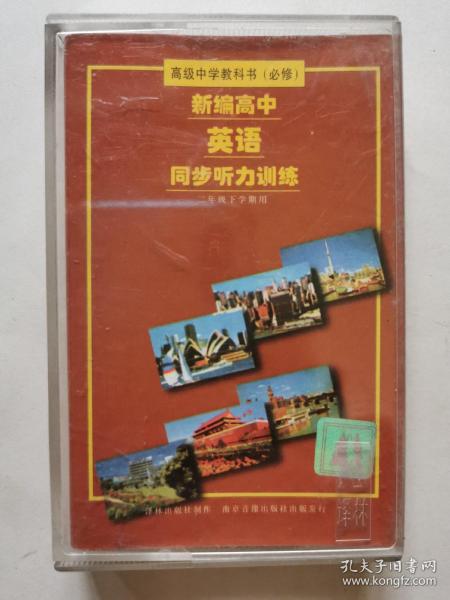 高级中学教科书(必修)
新编高中
英语
同步听力训练
二年级下学期用
译林出版社制作 南京音像出版社出版发行
译林
孔夫子旧书网
www.kongfz.com